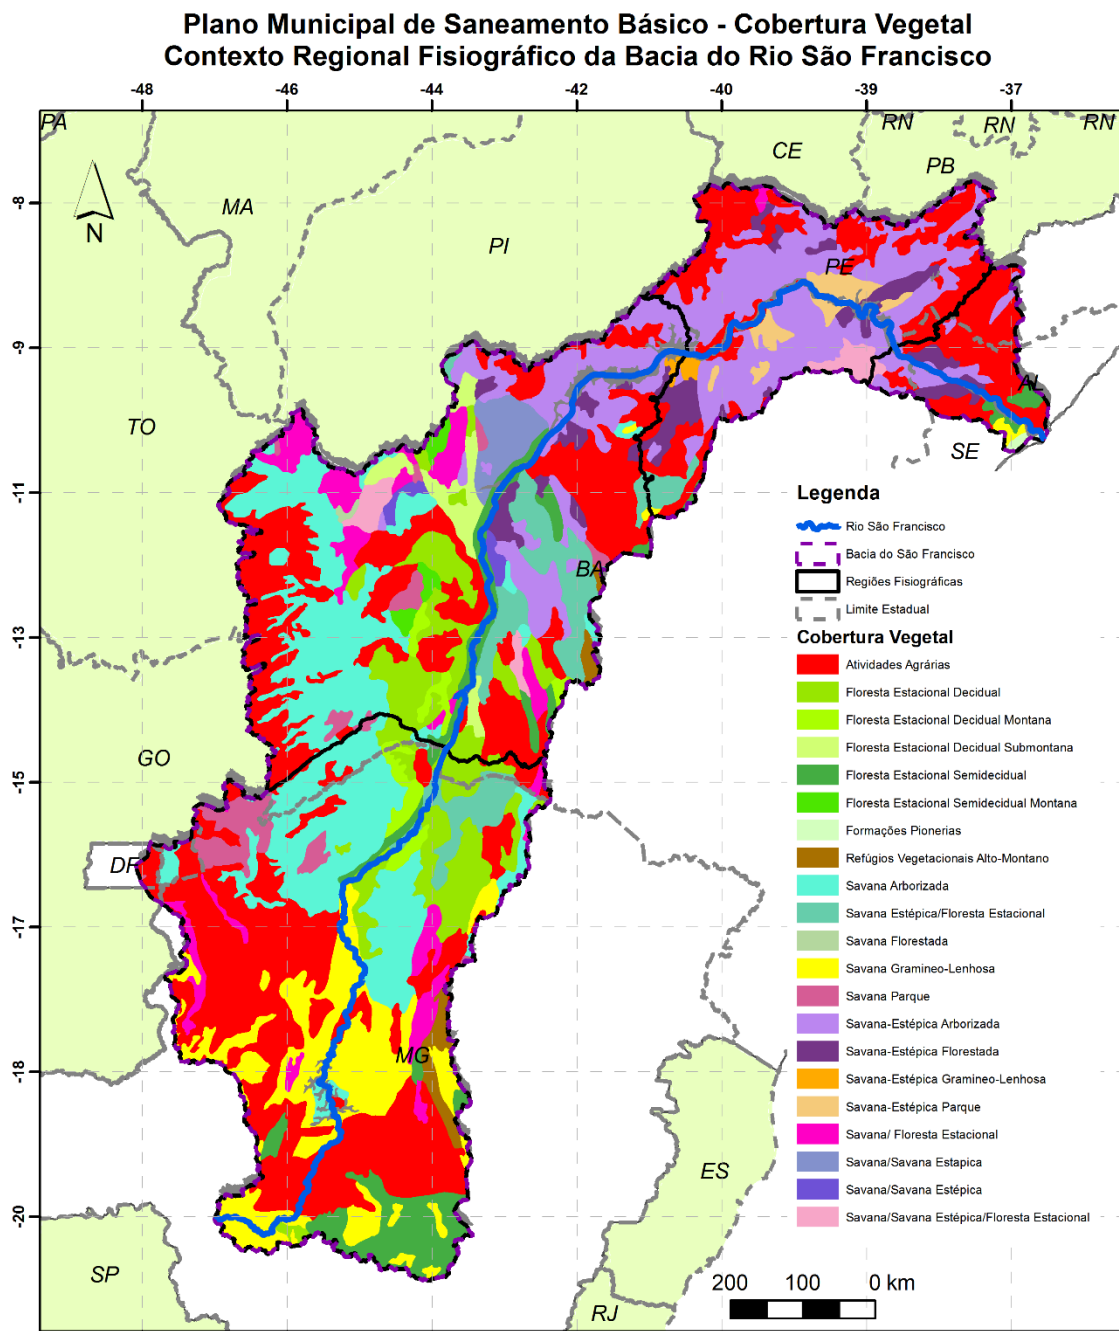 Plano Municipal de Saneamento Básico - Cobertura Vegetal
Contexto Regional Fisiográfico da Bacia do Rio São Francisco
-48 -46 -44 -42 -40 -39 -37
PA
RN
RN
RN
CE
PB
MA
-8
N
PI
PE
-9
AL
TO
SE
-11
Legenda
Rio São Francisco
Bacia do São Francisco
BA
Regiões Fisiográficas
Limite Estadual
-13
Cobertura Vegetal
Atividades Agrárias
Floresta Estacional Decidual
Floresta Estacional Decidual Montana
Floresta Estacional Decidual Submontana
GO
-15
Floresta Estacional Semidecidual
Floresta Estacional Semidecidual Montana
Formações Pionerias
DF
Refúgios Vegetacionais Alto-Montano
Savana Arborizada
Savana Estépica/Floresta Estacional
-17
Savana Florestada
Savana Gramineo-Lenhosa
Savana Parque
Savana-Estépica Arborizada
MG
Savana-Estépica Florestada
-18
Savana-Estépica Gramineo-Lenhosa
Savana-Estépica Parque
Savana/ Floresta Estacional
ES
Savana/Savana Estapica
Savana/Savana Estépica
-20
Savana/Savana Estépica/Floresta Estacional
SP
200 100 0 km
RJ